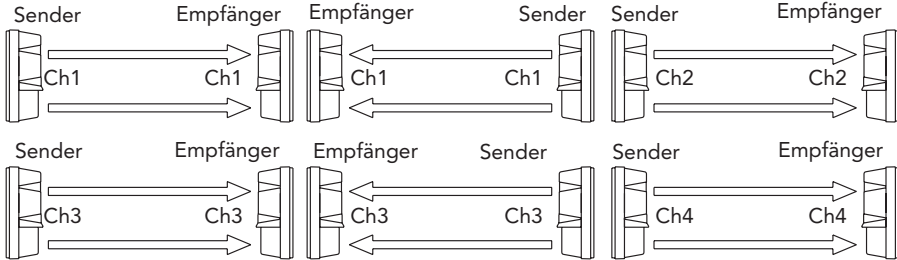 Sender Empfänger Empfänger Sender Sender Empfänger
Ch1 Ch1 Ch1 Ch1 Ch2 Ch2
Sender Empfänger Empfänger Sender Sender Empfänger
Ch3 Ch3 Ch3 Ch3 Ch4 Ch4